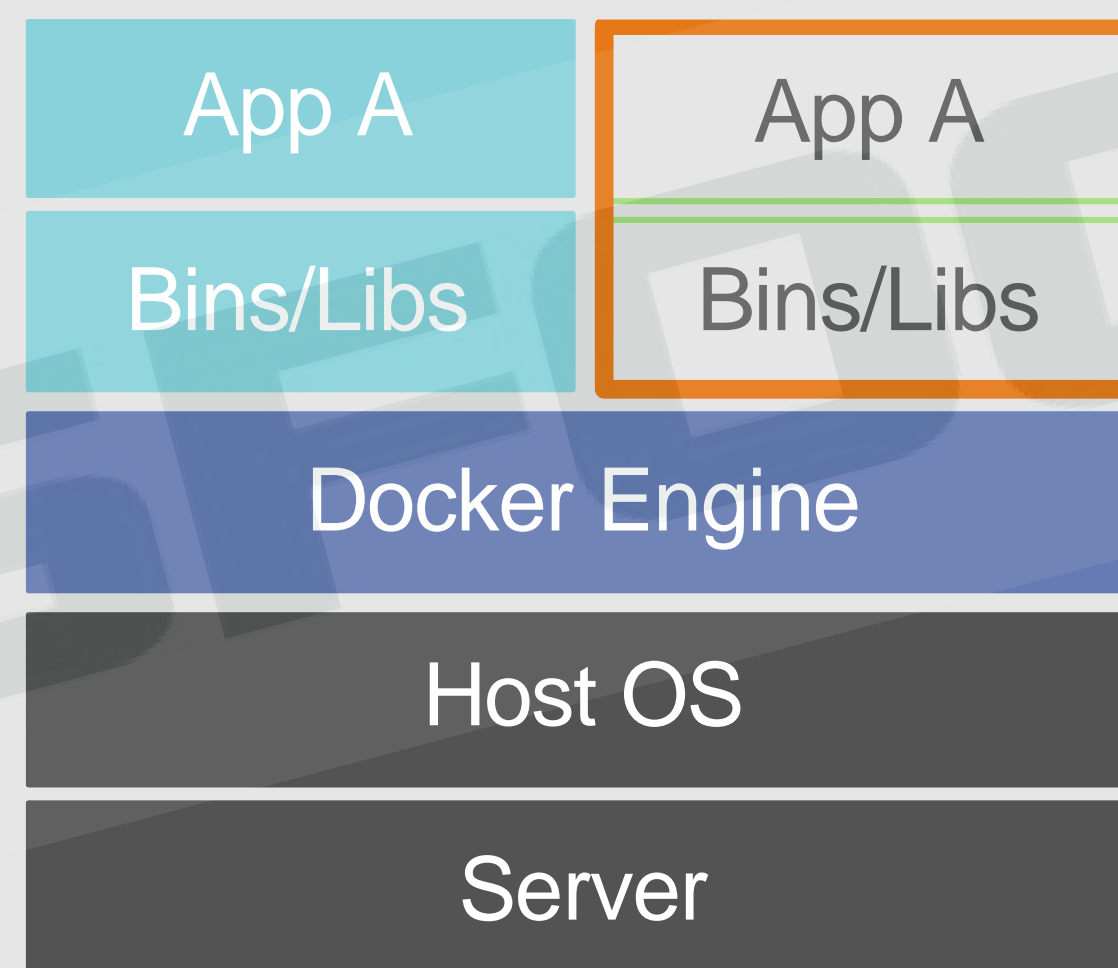 App A
App A
Bins/Libs
Bins/Libs
Docker Engine
Host OS
Server